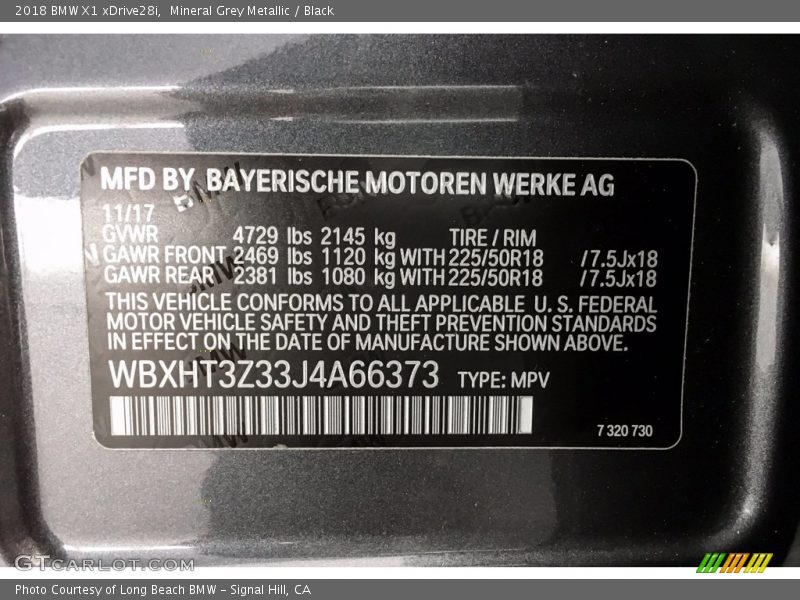 2018 BMW X1 xDrive28i, Mineral Grey Metallic / Black
MFD BY BAYERISCHE MOTOREN WERKE AG
11/17
GVWR 4729 lbs 2145 kg TIRE / RIM
GAWR FRONT 2469 lbs 1120 kg WITH 225/50R18 /7.5Jx18
GAWR REAR 2381 lbs 1080 kg WITH 225/50R18 /7.5Jx18
THIS VEHICLE CONFORMS TO ALL APPLICABLE U. S. FEDERAL
MOTOR VEHICLE SAFETY AND THEFT PREVENTION STANDARDS
IN EFFECT ON THE DATE OF MANUFACTURE SHOWN ABOVE.
WBXHT3Z33J4A66373 TYPE: MPV
7 320 730
GTCARLOT.COM
Photo Courtesy of Long Beach BMW - Signal Hill, CA